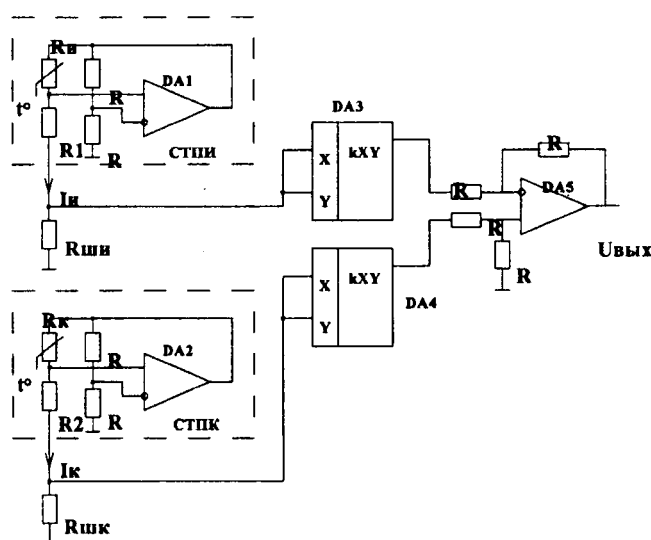 Rи
DA1
t°
R
R1
R
СТПИ
Iи
Rши
DA3
X
kXY
Y
R
R
DA5
R
R
Uвых
X
kXY
Y
DA4
Rк
DA2
t°
R
R2
R
СТПК
Iк
Rшк